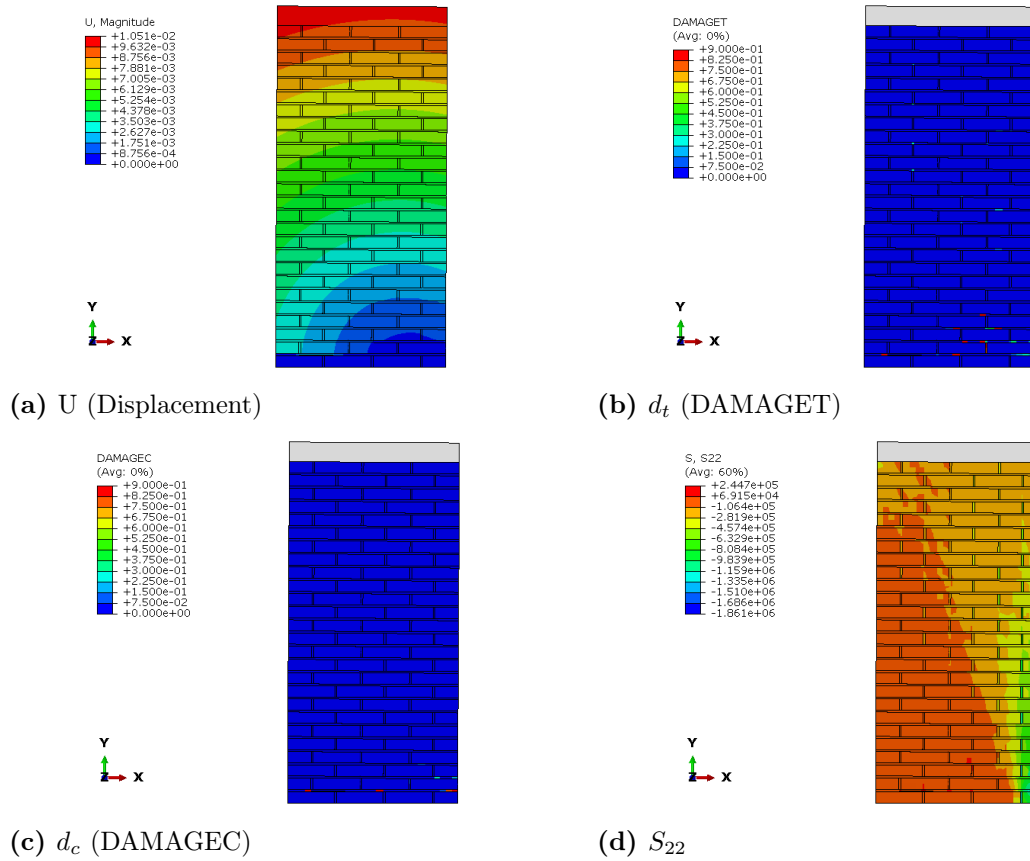 U, Magnitude
+1.051e-02
+9.632e-03
+8.756e-03
+7.881e-03
+7.005e-03
+6.129e-03
+5.254e-03
+4.378e-03
+3.503e-03
+2.627e-03
+1.751e-03
+8.756e-04
+0.000e+00
Y
Z
X
(a) U (Displacement)
DAMAGET
(Avg: 0%)
+9.000e-01
+8.250e-01
+7.500e-01
+6.750e-01
+6.000e-01
+5.250e-01
+4.500e-01
+3.750e-01
+3.000e-01
+2.250e-01
+1.500e-01
+7.500e-02
+0.000e+00
Y
Z
X
(b) d_t (DAMAGET)
DAMAGEC
(Avg: 0%)
+9.000e-01
+8.250e-01
+7.500e-01
+6.750e-01
+6.000e-01
+5.250e-01
+4.500e-01
+3.750e-01
+3.000e-01
+2.250e-01
+1.500e-01
+7.500e-02
+0.000e+00
Y
Z
X
(c) d_c (DAMAGEC)
S, S22
(Avg: 60%)
+2.447e+05
+6.915e+04
-1.064e+05
-2.819e+05
-4.574e+05
-6.329e+05
-8.084e+05
-9.839e+05
-1.159e+06
-1.335e+06
-1.510e+06
-1.686e+06
-1.861e+06
Y
Z
X
(d) S_22